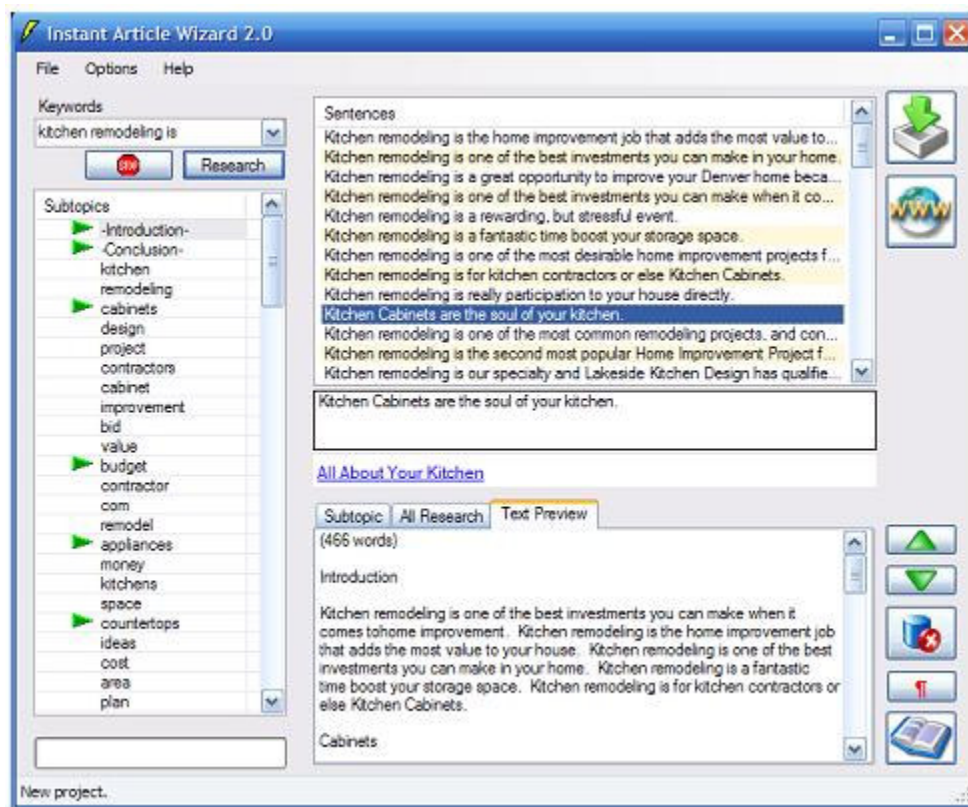 Instant Article Wizard 2.0
File Options Help
Keywords
kitchen remodeling is
STOP
Research
Subtopics
-Introduction-
-Conclusion-
kitchen
remodeling
cabinets
design
project
contractors
cabinet
improvement
bid
value
budget
contractor
com
remodel
appliances
money
kitchens
space
countertops
ideas
cost
area
plan
Sentences
Kitchen remodeling is the home improvement job that adds the most value to...
Kitchen remodeling is one of the best investments you can make in your home.
Kitchen remodeling is a great opportunity to improve your Denver home beca...
Kitchen remodeling is one of the best investments you can make when it co...
Kitchen remodeling is a rewarding, but stressful event.
Kitchen remodeling is a fantastic time boost your storage space.
Kitchen remodeling is one of the most desirable home improvement projects f...
Kitchen remodeling is for kitchen contractors or else Kitchen Cabinets.
Kitchen remodeling is really participation to your house directly.
Kitchen Cabinets are the soul of your kitchen.
Kitchen remodeling is one of the most common remodeling projects, and con...
Kitchen remodeling is the second most popular Home Improvement Project f...
Kitchen remodeling is our specialty and Lakeside Kitchen Design has qualifie...
Kitchen Cabinets are the soul of your kitchen.
All About Your Kitchen
Subtopic All Research Text Preview
(466 words)
Introduction
Kitchen remodeling is one of the best investments you can make when it
comes tohome improvement. Kitchen remodeling is the home improvement job
that adds the most value to your house. Kitchen remodeling is one of the best
investments you can make in your home. Kitchen remodeling is a fantastic
time boost your storage space. Kitchen remodeling is for kitchen contractors or
else Kitchen Cabinets.
Cabinets
WWW
¶
New project.